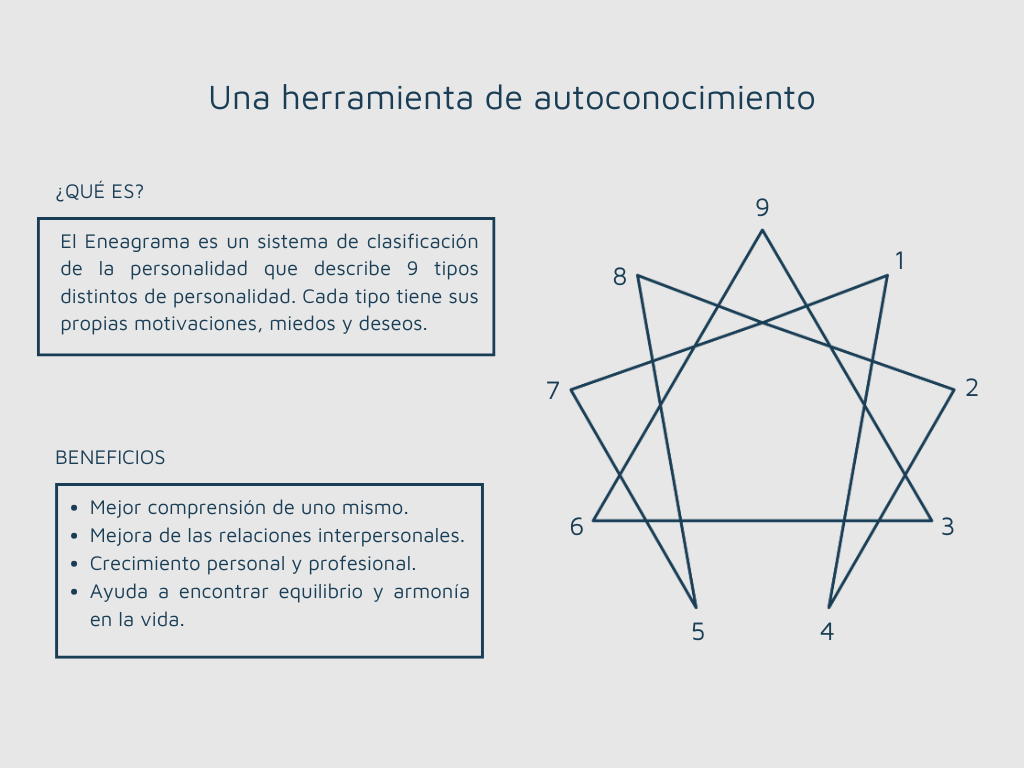 Una herramienta de autoconocimiento
¿QUÉ ES?
El Eneagrama es un sistema de clasificación
de la personalidad que describe 9 tipos
distintos de personalidad. Cada tipo tiene sus
propias motivaciones, miedos y deseos.
BENEFICIOS
• Mejor comprensión de uno mismo.
• Mejora de las relaciones interpersonales.
• Crecimiento personal y profesional.
• Ayuda a encontrar equilibrio y armonía
en la vida.
9
1
8
2
7
3
6
5
4